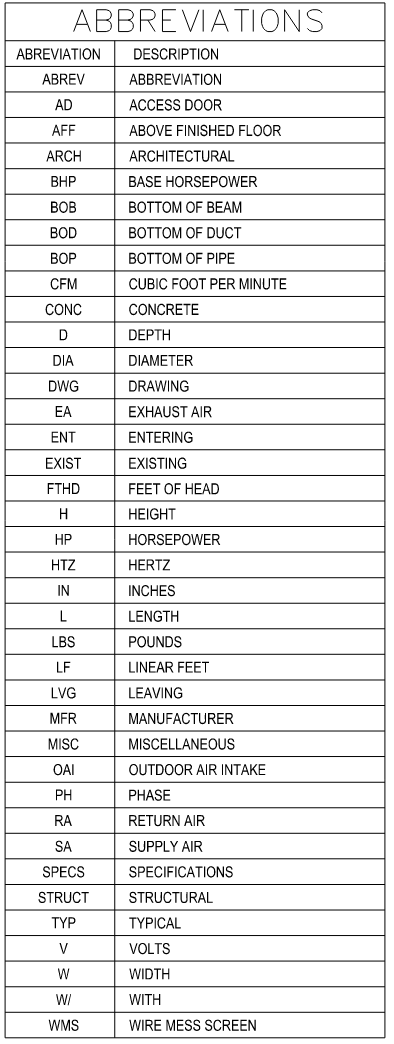 ABBREVIATIONS
ABREVIATION DESCRIPTION
ABREV ABBREVIATION
AD ACCESS DOOR
AFF ABOVE FINISHED FLOOR
ARCH ARCHITECTURAL
BHP BASE HORSEPOWER
BOB BOTTOM OF BEAM
BOD BOTTOM OF DUCT
BOP BOTTOM OF PIPE
CFM CUBIC FOOT PER MINUTE
CONC CONCRETE
D DEPTH
DIA DIAMETER
DWG DRAWING
EA EXHAUST AIR
ENT ENTERING
EXIST EXISTING
FTHD FEET OF HEAD
H HEIGHT
HP HORSEPOWER
HTZ HERTZ
IN INCHES
L LENGTH
LBS POUNDS
LF LINEAR FEET
LVG LEAVING
MFR MANUFACTURER
MISC MISCELLANEOUS
OAI OUTDOOR AIR INTAKE
PH PHASE
RA RETURN AIR
SA SUPPLY AIR
SPECS SPECIFICATIONS
STRUCT STRUCTURAL
TYP TYPICAL
V VOLTS
W WIDTH
W/ WITH
WMS WIRE MESS SCREEN